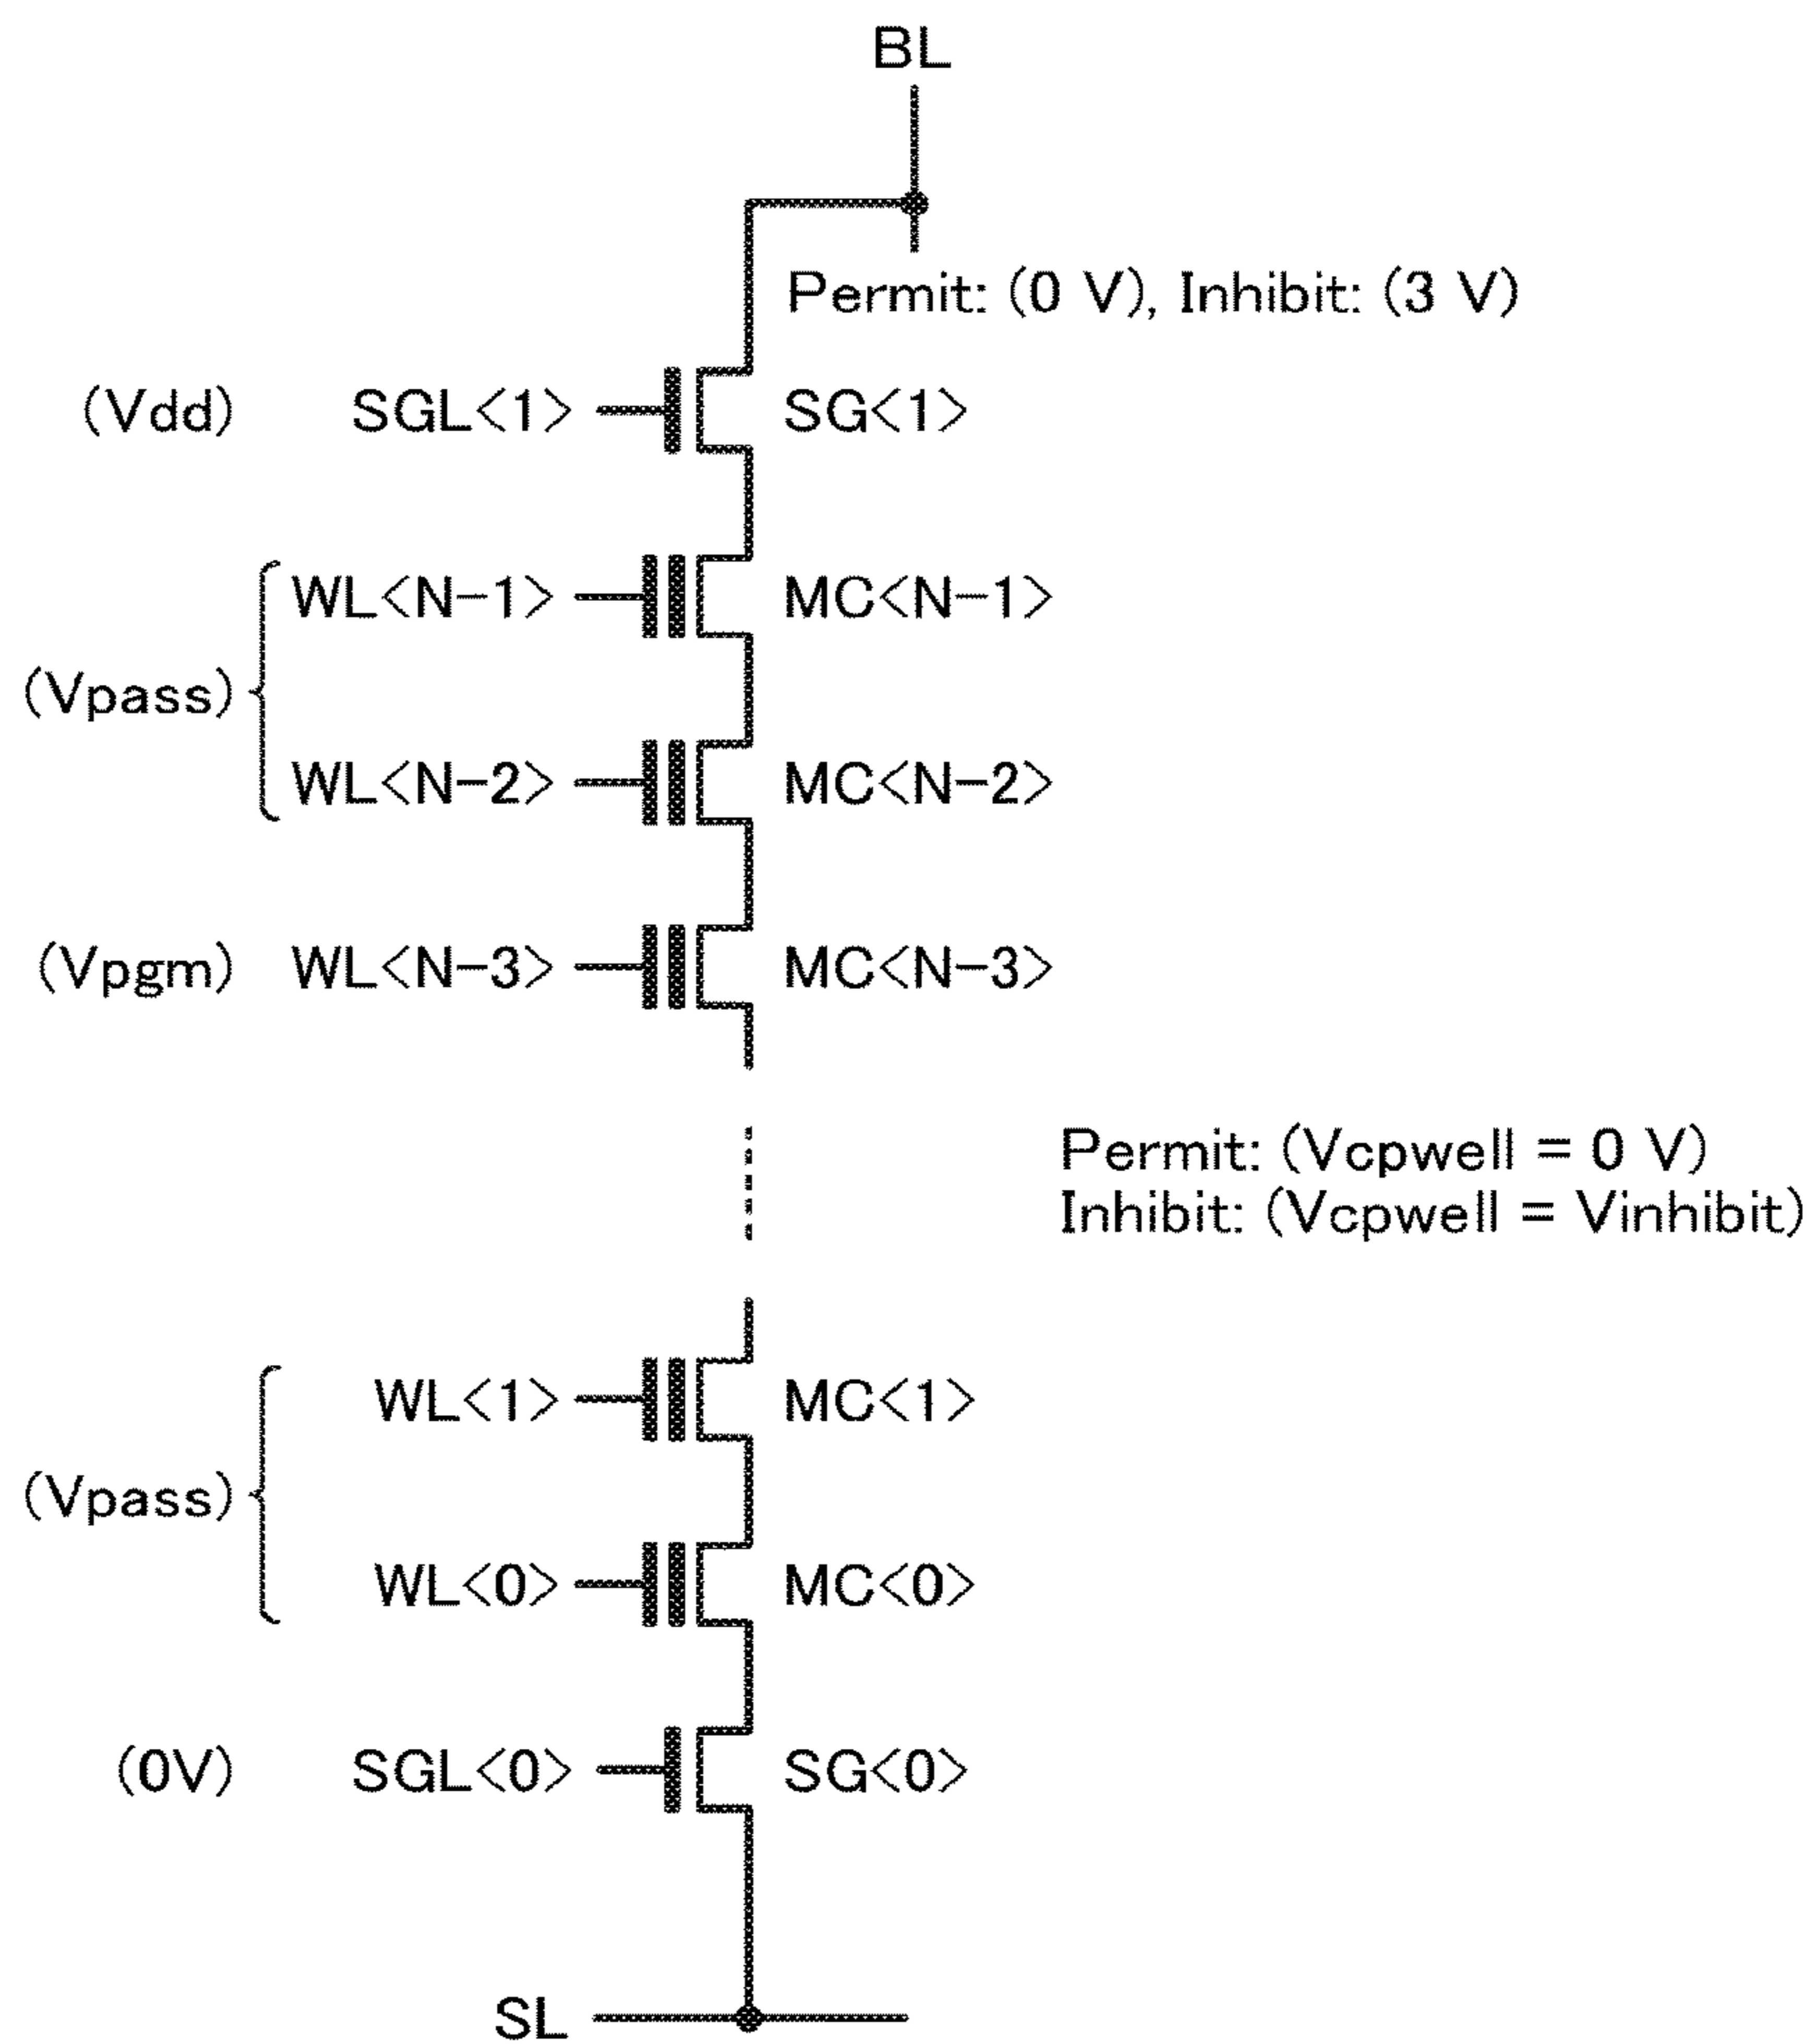 BL
Permit: (0 V), Inhibit: (3 V)
(Vdd) SGL<1> SG<1>
WL<N-1> MC<N-1>
(Vpass)
WL<N-2> MC<N-2>
(Vpgm) WL<N-3> MC<N-3>
Permit: (Vcpwell = 0 V)
Inhibit: (Vcpwell = Vinhibit)
WL<1> MC<1>
(Vpass)
WL<0> MC<0>
(0V) SGL<0> SG<0>
SL